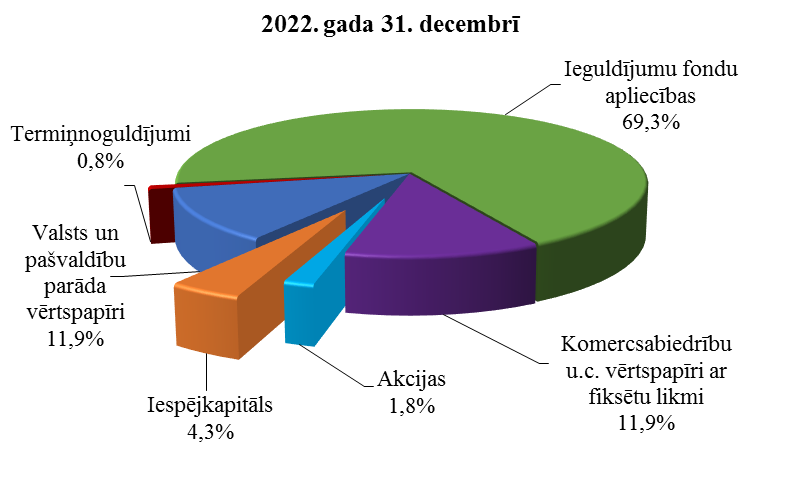 2022. gada 31. decembrī
Ieguldījumu fondu
apliecības
69,3%
Termiņnoguldījumi
0,8%
Valsts un
pašvaldību
parāda
vērtspapīri
11,9%
Iespējkapitāls
4,3%
Akcijas
1,8%
Komercsabiedrību
u.c. vērtspapīri ar
fiksētu likmi
11,9%